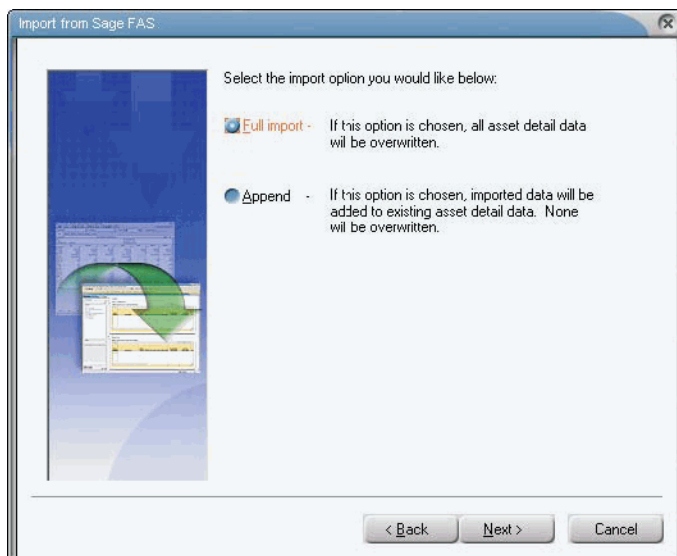 Import from Sage FAS
Select the import option you would like below:
Full import - If this option is chosen, all asset detail data
will be overwritten.
Append - If this option is chosen, imported data will be
added to existing asset detail data. None
will be overwritten.
< Back Next > Cancel